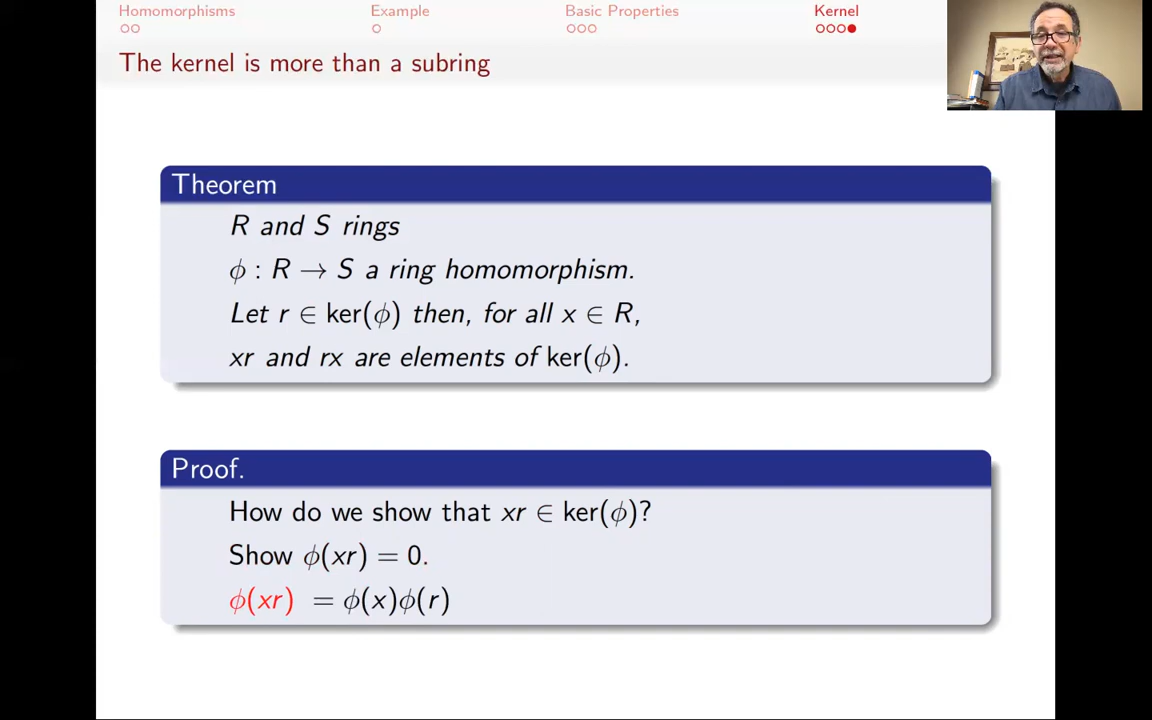 Homomorphisms Example Basic Properties Kernel
The kernel is more than a subring
Theorem
R and S rings
ϕ : R → S a ring homomorphism.
Let r ∈ ker(ϕ) then, for all x ∈ R,
xr and rx are elements of ker(ϕ).
Proof.
How do we show that xr ∈ ker(ϕ)?
Show ϕ(xr) = 0.
ϕ(xr) = ϕ(x)ϕ(r)